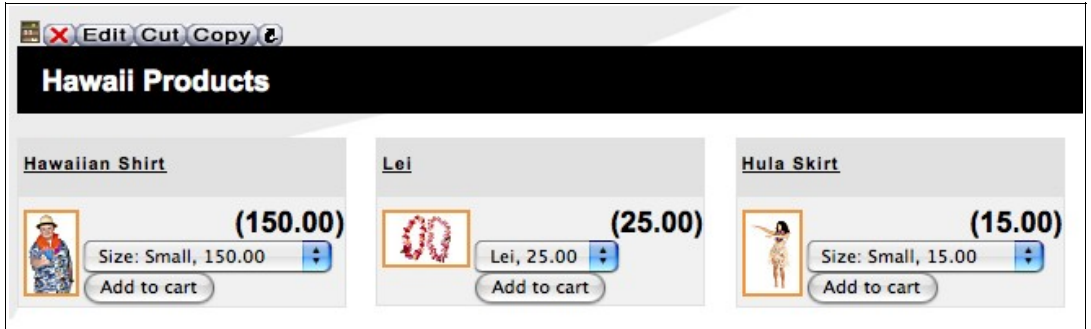 Edit Cut Copy
Hawaii Products
Hawaiian Shirt
(150.00)
Size: Small, 150.00
Add to cart
Lei
(25.00)
Lei, 25.00
Add to cart
Hula Skirt
(15.00)
Size: Small, 15.00
Add to cart